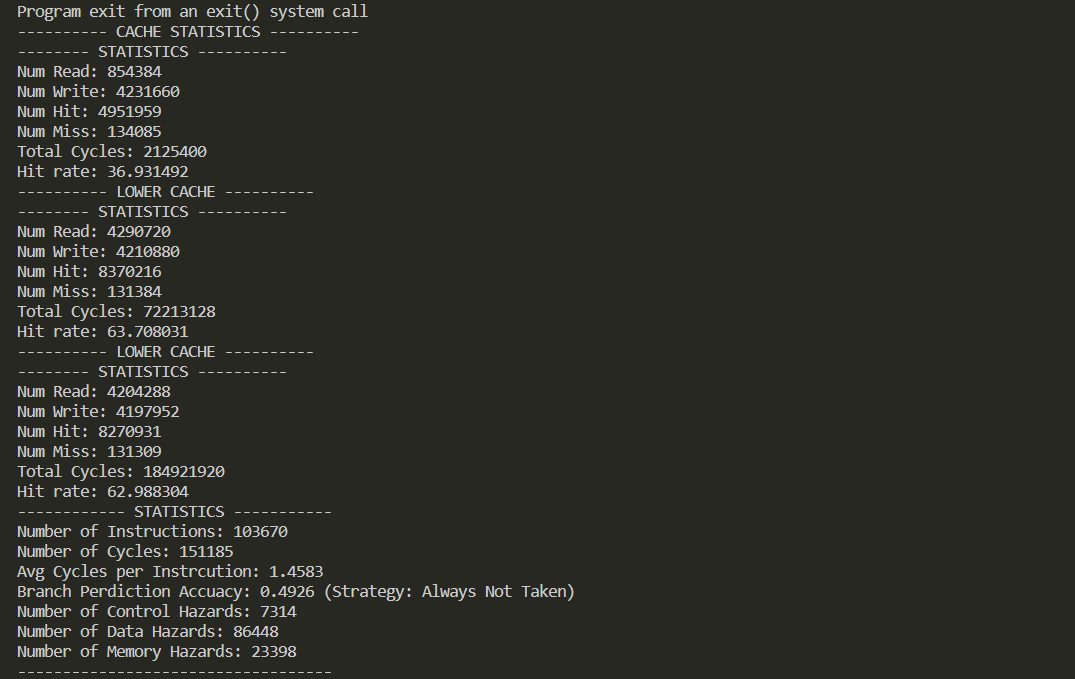 Program exit from an exit() system call
---------- CACHE STATISTICS ----------
-------- STATISTICS ----------
Num Read: 854384
Num Write: 4231660
Num Hit: 4951959
Num Miss: 134085
Total Cycles: 2125400
Hit rate: 36.931492
---------- LOWER CACHE ----------
-------- STATISTICS ----------
Num Read: 4290720
Num Write: 4210880
Num Hit: 8370216
Num Miss: 131384
Total Cycles: 72213128
Hit rate: 63.708031
---------- LOWER CACHE ----------
-------- STATISTICS ----------
Num Read: 4204288
Num Write: 4197952
Num Hit: 8270931
Num Miss: 131309
Total Cycles: 184921920
Hit rate: 62.988304
------------ STATISTICS -----------
Number of Instructions: 103670
Number of Cycles: 151185
Avg Cycles per Instrcution: 1.4583
Branch Perdiction Accuacy: 0.4926 (Strategy: Always Not Taken)
Number of Control Hazards: 7314
Number of Data Hazards: 86448
Number of Memory Hazards: 23398
-----------------------------------